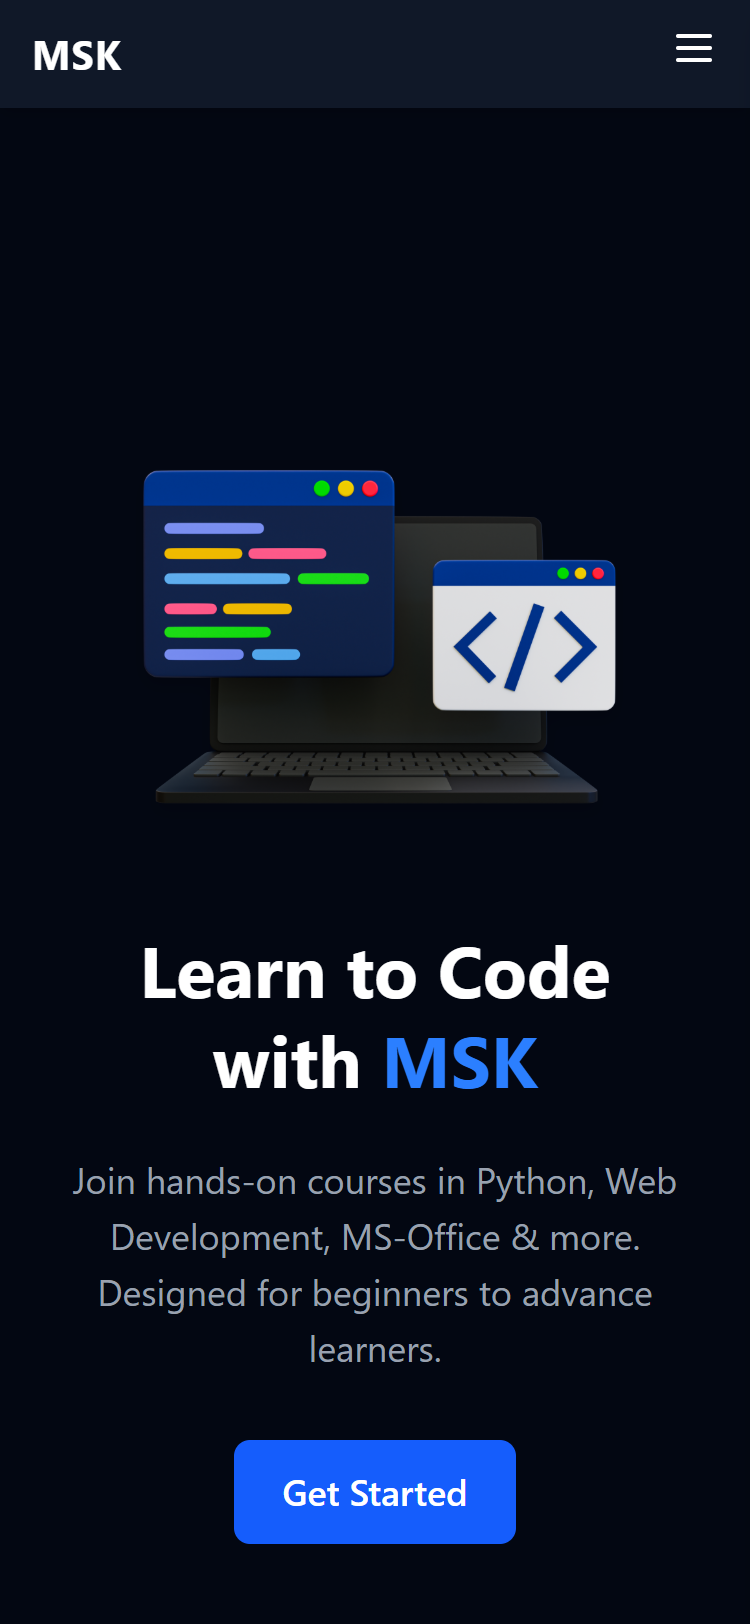 MSK
</>
Learn to Code
with MSK
Join hands-on courses in Python, Web
Development, MS-Office & more.
Designed for beginners to advance
learners.
Get Started